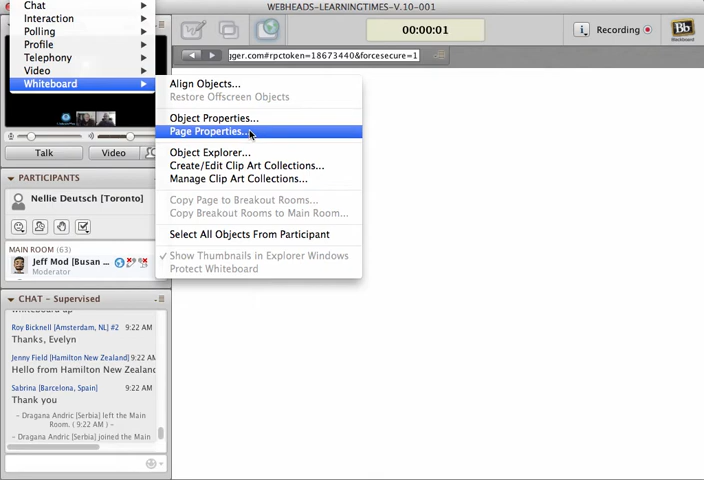 WEBHEADS-LEARNINGTIMES-V.10-001
Chat
Interaction
Polling
Profile
Telephony
Video
Whiteboard
00:00:01
Recording
Bb
Blackboard
jgger.com#rpctoken=18673440&forcesecure=1
Align Objects...
Restore Offscreen Objects
Object Properties...
Page Properties...
Object Explorer...
Create/Edit Clip Art Collections...
Manage Clip Art Collections...
Copy Page to Breakout Rooms...
Copy Breakout Rooms to Main Room...
Select All Objects From Participant
Show Thumbnails in Explorer Windows
Protect Whiteboard
Talk
Video
PARTICIPANTS
Nellie Deutsch [Toronto]
MAIN ROOM (63)
Jeff Mod [Busan ...
Moderator
CHAT - Supervised
Roy Bicknell [Amsterdam, NL] #2 9:22 AM
Thanks, Evelyn
Jenny Field [Hamilton New Zealand] 9:22 AM
Hello from Hamilton New Zealand
Sabrina [Barcelona, Spain] 9:22 AM
Thank you
- Dragana Andric [Serbia] left the Main
Room. ( 9:22 AM ) -
- Dragana Andric [Serbia] joined the Main